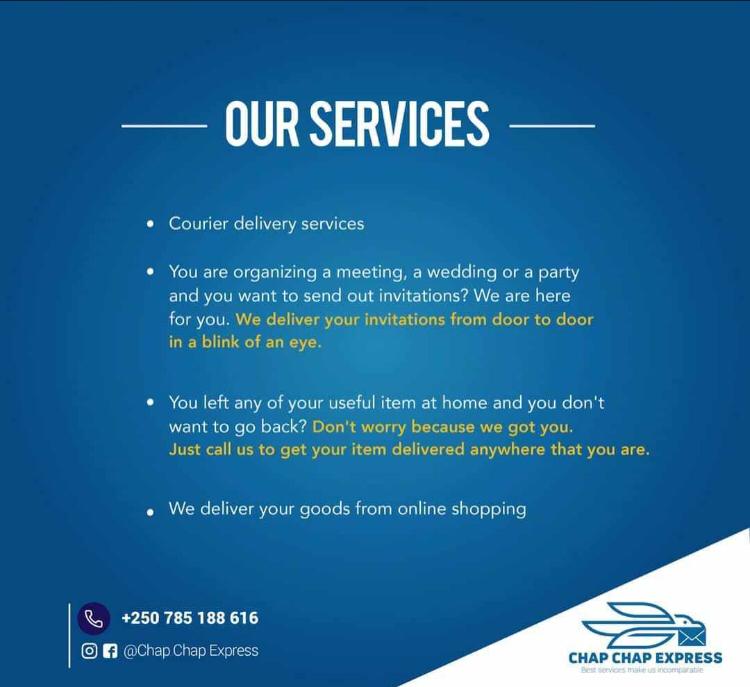 OUR SERVICES
• Courier delivery services
• You are organizing a meeting, a wedding or a party
and you want to send out invitations? We are here
for you. We deliver your invitations from door to door
in a blink of an eye.
• You left any of your useful item at home and you don't
want to go back? Don't worry because we got you.
Just call us to get your item delivered anywhere that you are.
• We deliver your goods from online shopping
+250 785 188 616
@Chap Chap Express
CHAP CHAP EXPRESS
Best services make us incomparable